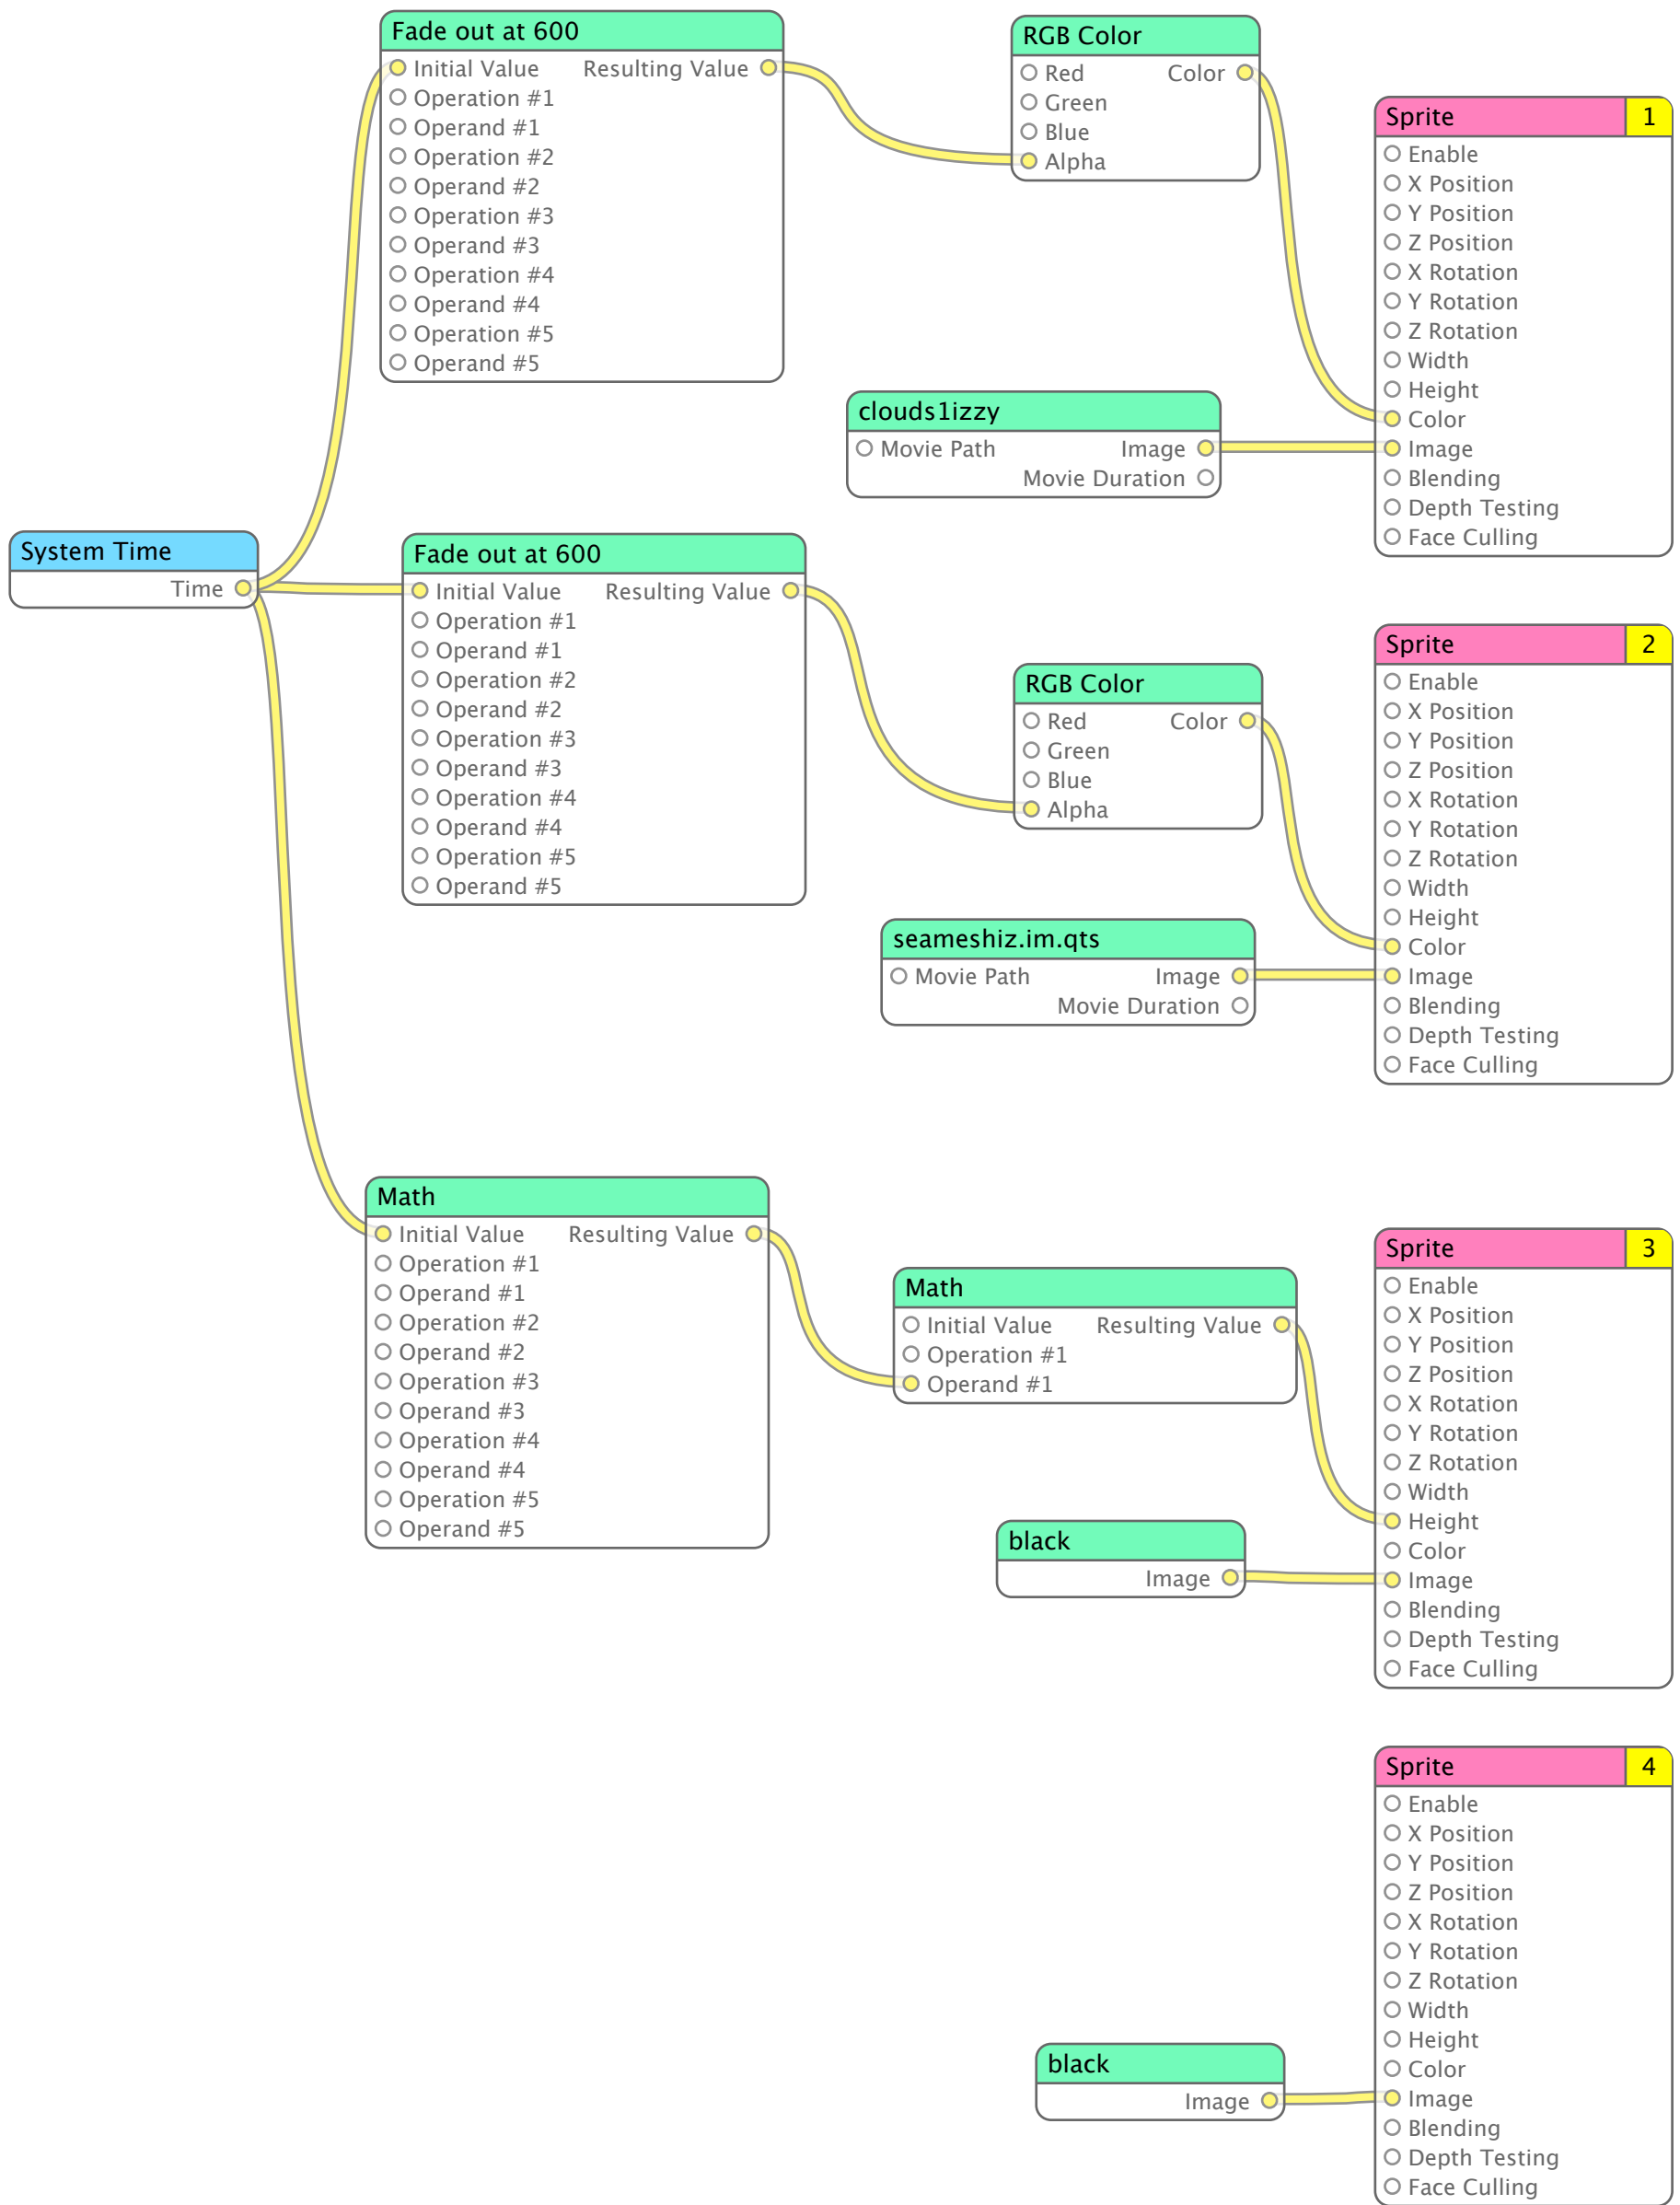 Fade out at 600
Initial Value Resulting Value
Operation #1
Operand #1
Operation #2
Operand #2
Operation #3
Operand #3
Operation #4
Operand #4
Operation #5
Operand #5
RGB Color
Red Color
Green
Blue
Alpha
Sprite 1
Enable
X Position
Y Position
Z Position
X Rotation
Y Rotation
Z Rotation
Width
Height
Color
Image
Blending
Depth Testing
Face Culling
clouds1izzy
Movie Path Image
Movie Duration
System Time
Time
Fade out at 600
Initial Value Resulting Value
Operation #1
Operand #1
Operation #2
Operand #2
Operation #3
Operand #3
Operation #4
Operand #4
Operation #5
Operand #5
RGB Color
Red Color
Green
Blue
Alpha
Sprite 2
Enable
X Position
Y Position
Z Position
X Rotation
Y Rotation
Z Rotation
Width
Height
Color
Image
Blending
Depth Testing
Face Culling
seameshiz.im.qts
Movie Path Image
Movie Duration
Math
Initial Value Resulting Value
Operation #1
Operand #1
Operation #2
Operand #2
Operation #3
Operand #3
Operation #4
Operand #4
Operation #5
Operand #5
Math
Initial Value Resulting Value
Operation #1
Operand #1
Sprite 3
Enable
X Position
Y Position
Z Position
X Rotation
Y Rotation
Z Rotation
Width
Height
Color
Image
Blending
Depth Testing
Face Culling
black
Image
Sprite 4
Enable
X Position
Y Position
Z Position
X Rotation
Y Rotation
Z Rotation
Width
Height
Color
Image
Blending
Depth Testing
Face Culling
black
Image